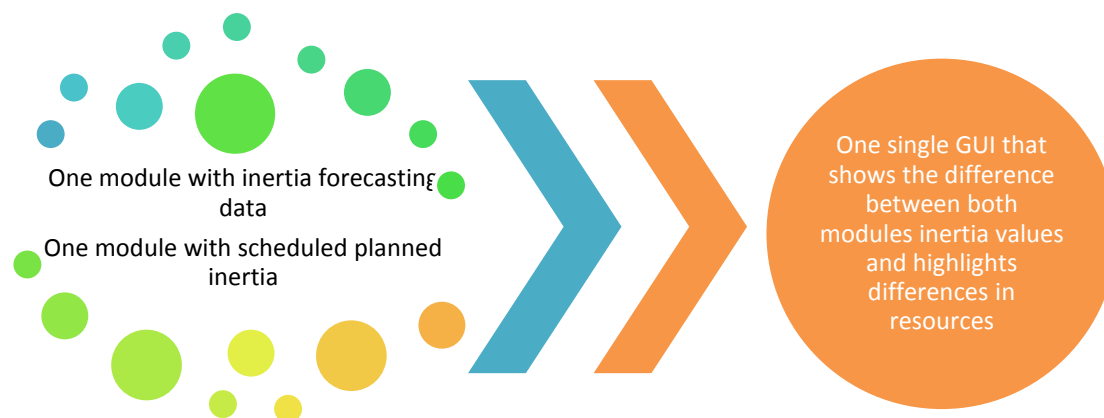 One module with inertia forecasting
data
One module with scheduled planned
inertia
One single GUI that
shows the difference
between both
modules inertia values
and highlights
differences in
resources